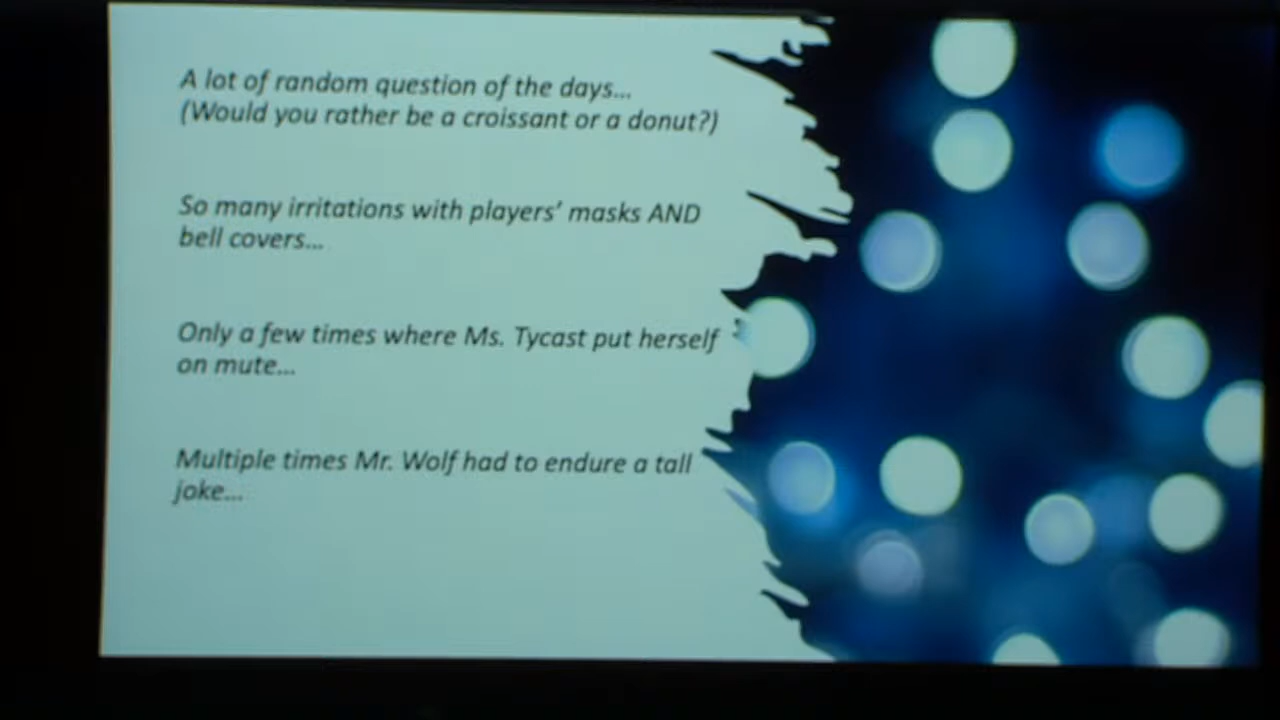 A lot of random question of the days...
(Would you rather be a croissant or a donut?)
So many irritations with players’ masks AND
bell covers...
Only a few times where Ms. Tycast put herself
on mute...
Multiple times Mr. Wolf had to endure a tall
joke...